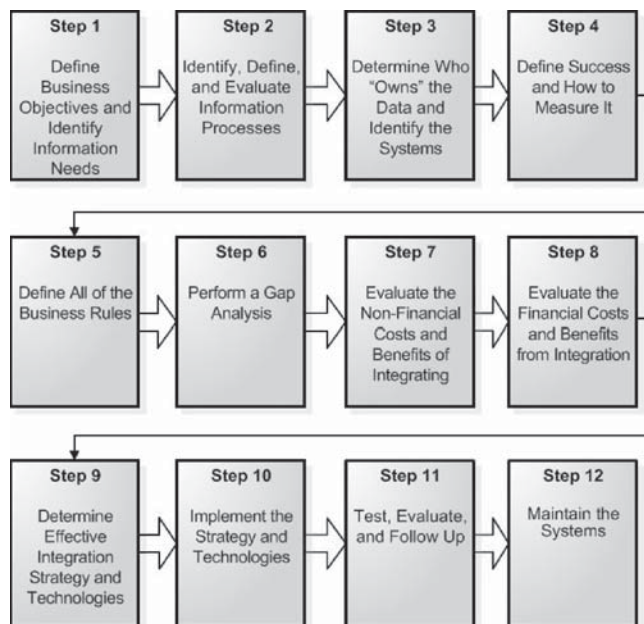 Step 1
Define
Business
Objectives and
Identify
Information
Needs
Step 2
Identify, Define,
and Evaluate
Information
Processes
Step 3
Determine Who
“Owns” the
Data and
Identify the
Systems
Step 4
Define Success
and How to
Measure It
Step 5
Define All of the
Business Rules
Step 6
Perform a Gap
Analysis
Step 7
Evaluate the
Non-Financial
Costs and
Benefits of
Integrating
Step 8
Evaluate the
Financial Costs
and Benefits
from Integration
Step 9
Determine
Effective
Integration
Strategy and
Technologies
Step 10
Implement the
Strategy and
Technologies
Step 11
Test, Evaluate,
and Follow Up
Step 12
Maintain the
Systems